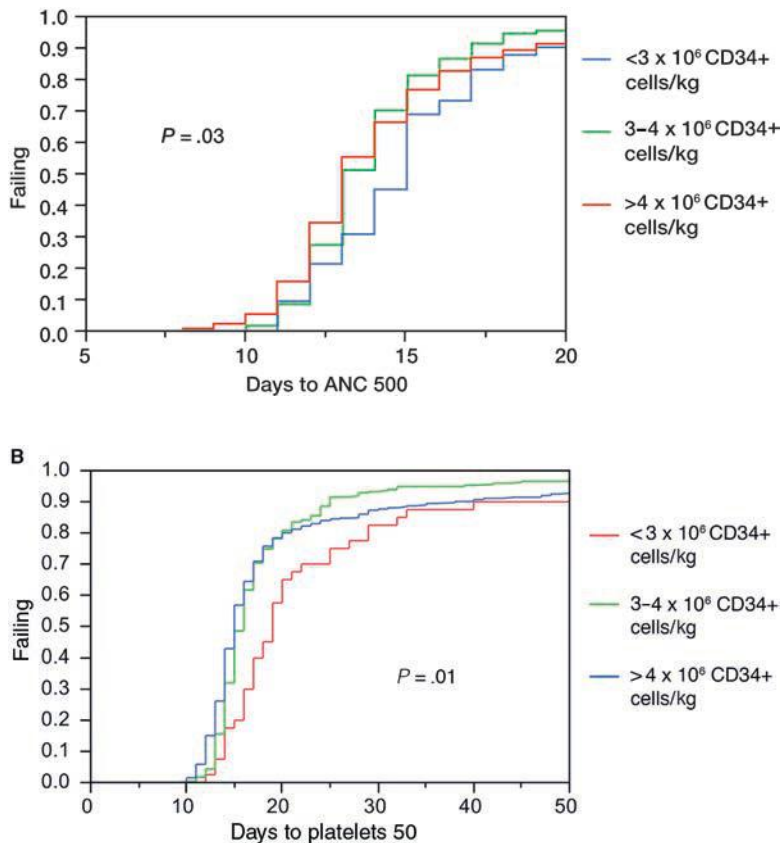 1.0
0.9
0.8
0.7
0.6
0.5
0.4
0.3
0.2
0.1
0.0
Failing
P = .03
5
10
15
20
Days to ANC 500
<3 x 10⁶ CD34+
cells/kg
3–4 x 10⁶ CD34+
cells/kg
>4 x 10⁶ CD34+
cells/kg
B
1.0
0.9
0.8
0.7
0.6
0.5
0.4
0.3
0.2
0.1
0.0
Failing
P = .01
0
10
20
30
40
50
Days to platelets 50
<3 x 10⁶ CD34+
cells/kg
3–4 x 10⁶ CD34+
cells/kg
>4 x 10⁶ CD34+
cells/kg